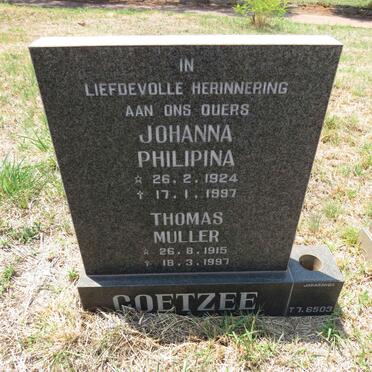 IN
LIEFDEVOLLE HERINNERING
AAN ONS OUERS
JOHANNA
PHILIPINA
☆ 26.2.1924
✝ 17.1.1997
THOMAS
MULLER
☆ 26.8.1915
✝ 18.3.1997
COETZEE
T7.6503